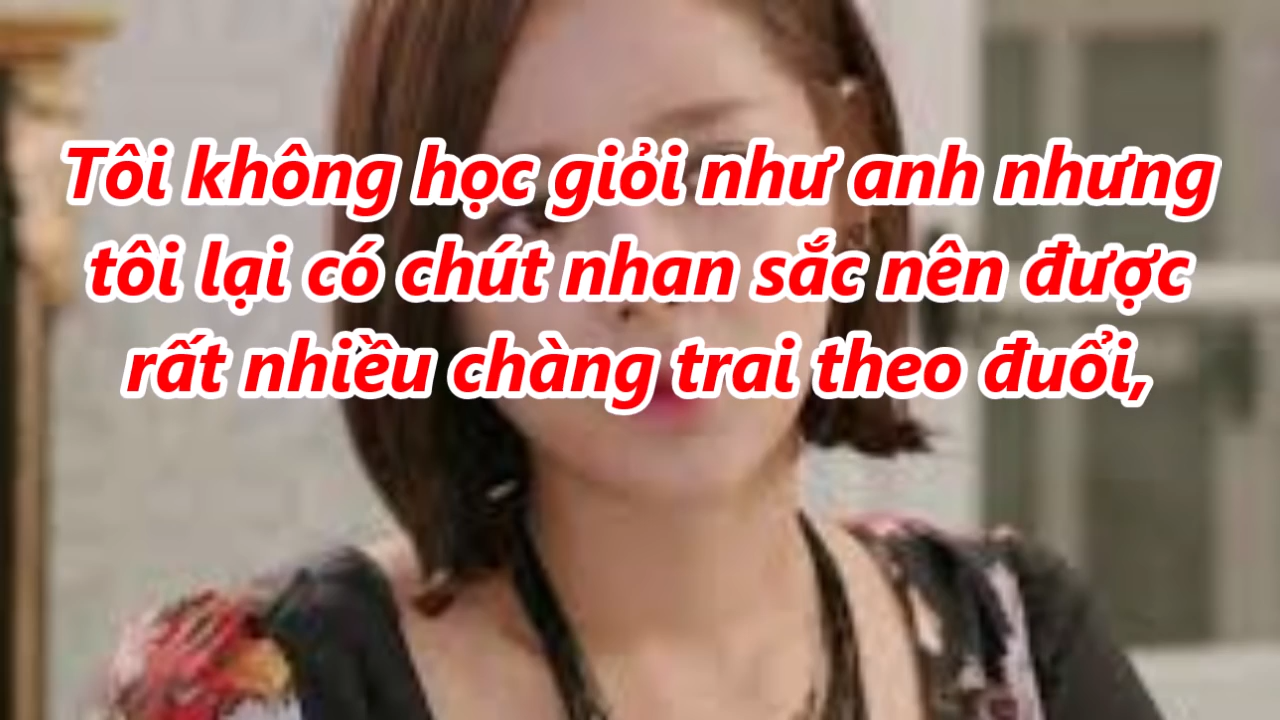 Tôi không học giỏi như anh nhưng
tôi lại có chút nhan sắc nên được
rất nhiều chàng trai theo đuổi,